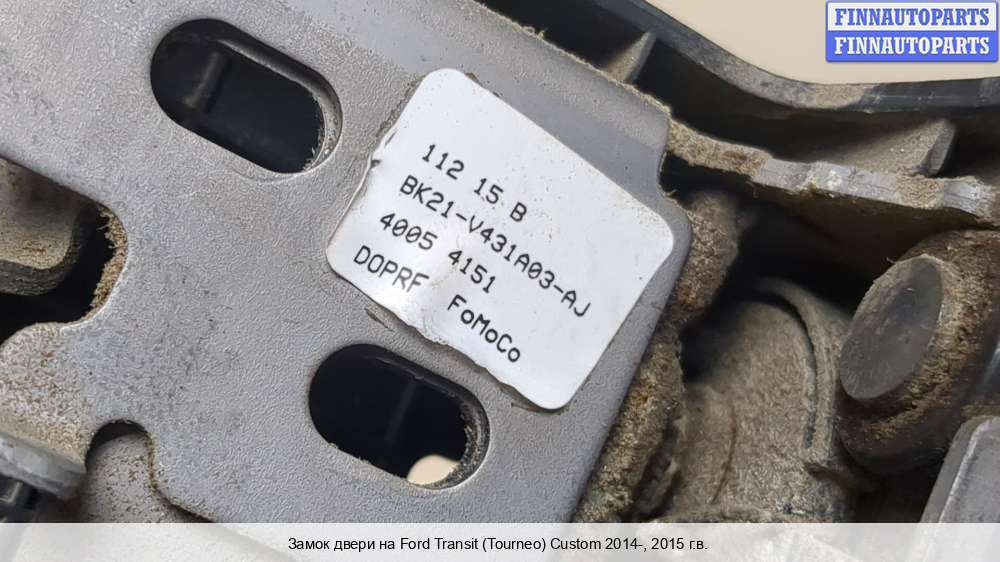 FINNAUTOPARTS
FINNAUTOPARTS
112 15 B
BK21-V431A03-AJ
4005 4151
DOPRF FoMoCo
Замок двери на Ford Transit (Tourneo) Custom 2014-, 2015 г.в.